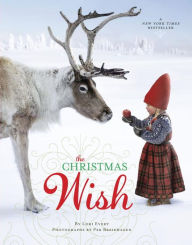 A
NEW YORK TIMES
BESTSELLER
the
CHRISTMAS
Wish
By Lori Evert
Photographs by Per Breiehagen